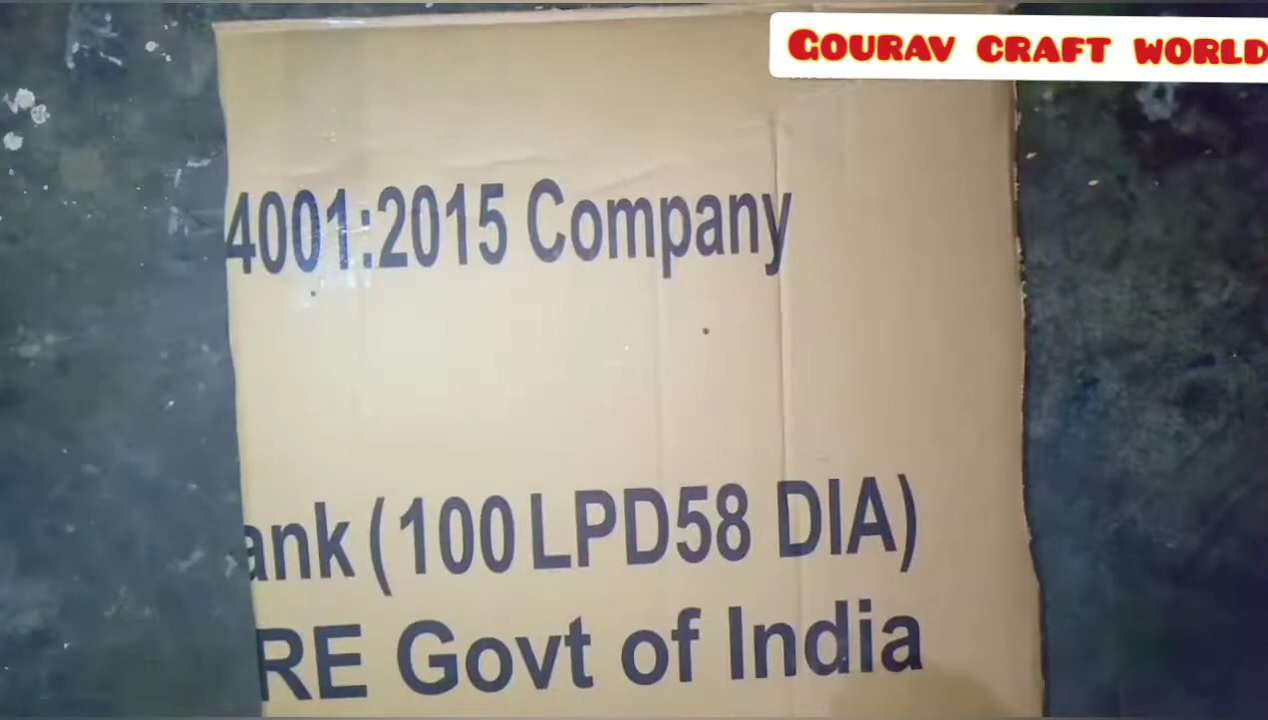 GOURAV CRAFT WORLD
4001:2015 Company
ank (100 LPD58 DIA)
RE Govt of India